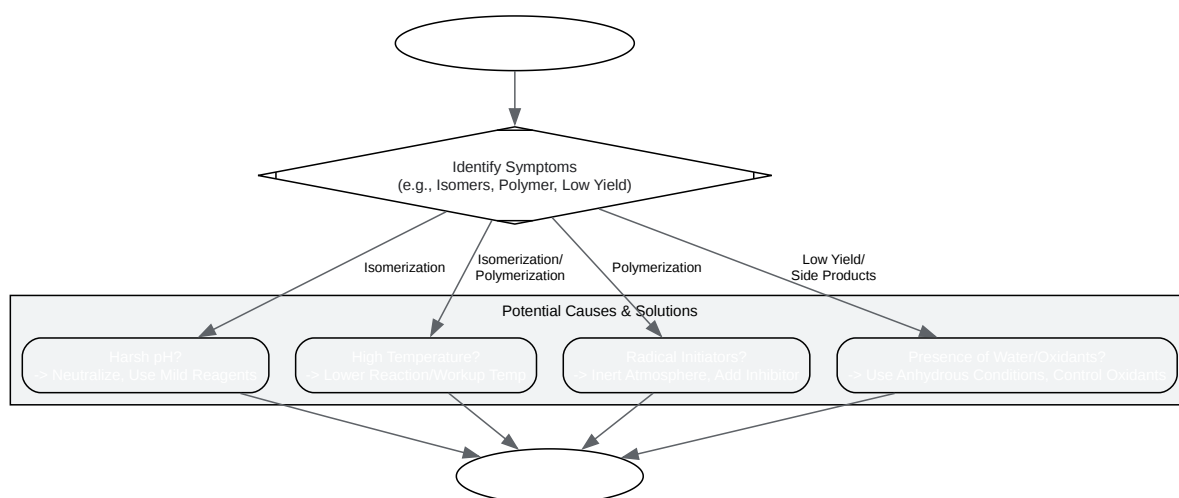 Identify Symptoms
(e.g., Isomers, Polymer, Low Yield)
Isomerization
Isomerization/
Polymerization
Polymerization
Low Yield/
Side Products
Potential Causes & Solutions
Harsh pH?
-> Neutralize, Use Mild Reagents
High Temperature?
-> Lower Reaction/Workup Temp
Radical Initiators?
-> Inert Atmosphere, Add Inhibitor
Presence of Water/Oxidants?
-> Use Anhydrous Conditions, Control Oxidants